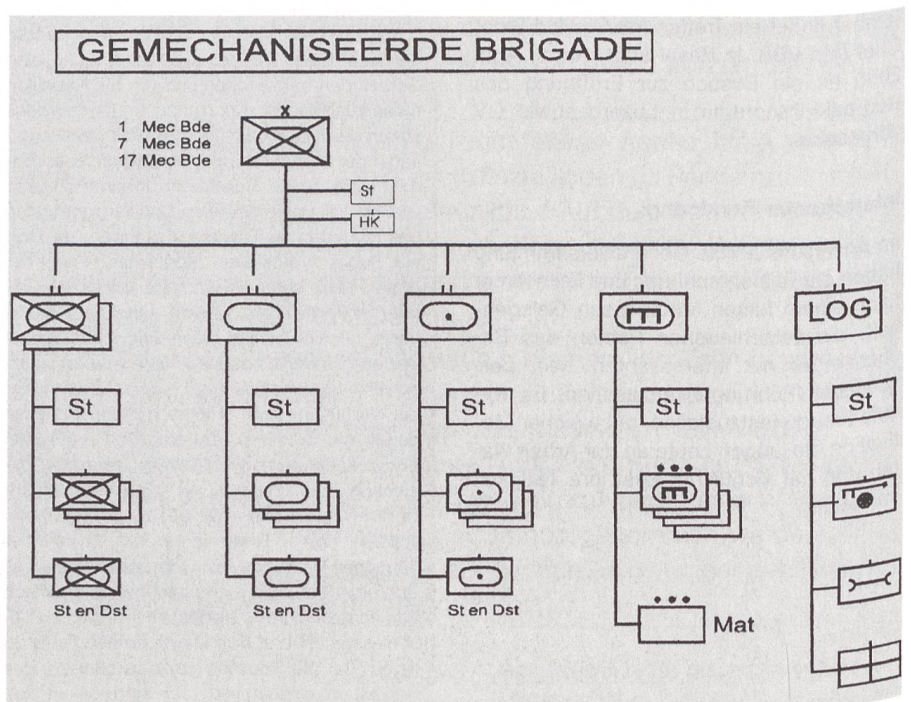 GEMECHANISEERDE BRIGADE
x
1 Mec Bde
7 Mec Bde
17 Mec Bde
St
HK
LOG
St
St
St
St
St
St en Dst
St en Dst
St en Dst
Mat